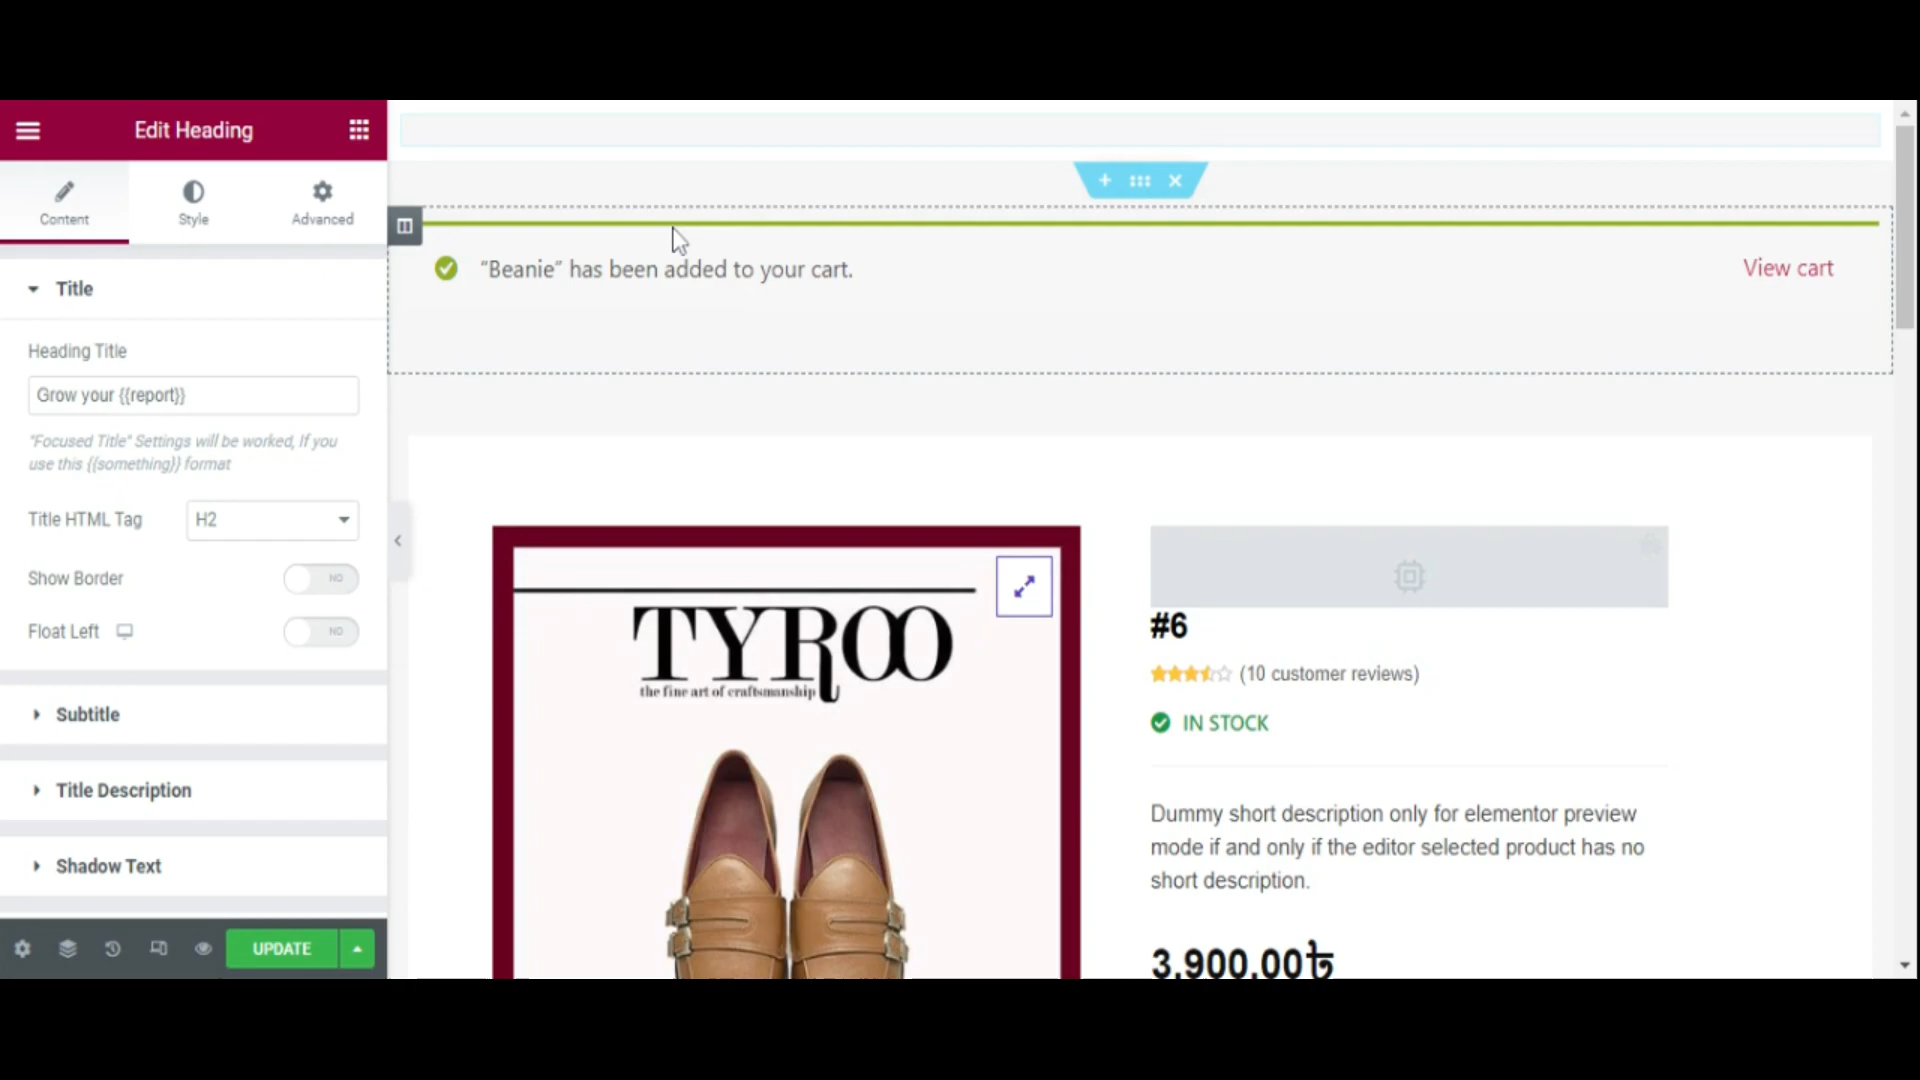 Edit Heading
Content
Style
Advanced
Title
Heading Title
Grow your {{report}}
"Focused Title" Settings will be worked, If you
use this {{something}} format
Title HTML Tag
H2
Show Border
NO
Float Left
NO
Subtitle
Title Description
Shadow Text
UPDATE
“Beanie” has been added to your cart.
View cart
TYROO
the fine art of craftsmanship
#6
(10 customer reviews)
IN STOCK
Dummy short description only for elementor preview
mode if and only if the editor selected product has no
short description.
3,900.00৳